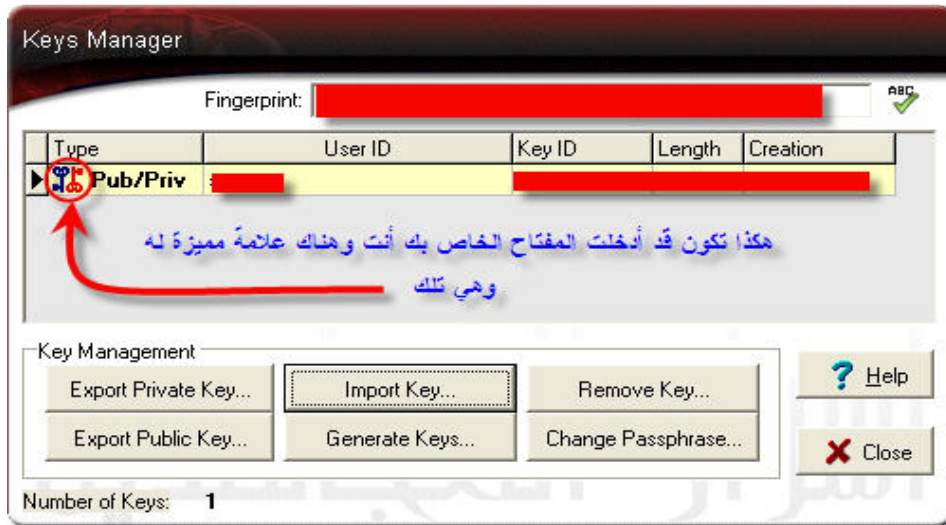 Keys Manager
Fingerprint:
ABC
Type User ID Key ID Length Creation
Pub/Priv
هكذا تكون قد أدخلت المفتاح الخاص بك أنت وهناك علامة مميزة له
وهي تلك
Key Management
Export Private Key... Import Key... Remove Key... Help
Export Public Key... Generate Keys... Change Passphrase... Close
Number of Keys: 1